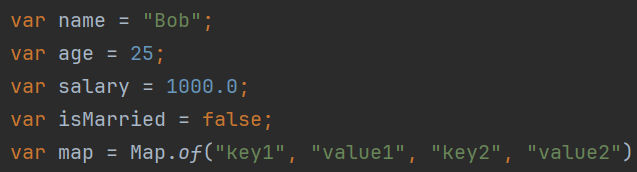 var name = "Bob";
var age = 25;
var salary = 1000.0;
var isMarried = false;
var map = Map.of("key1", "value1", "key2", "value2")